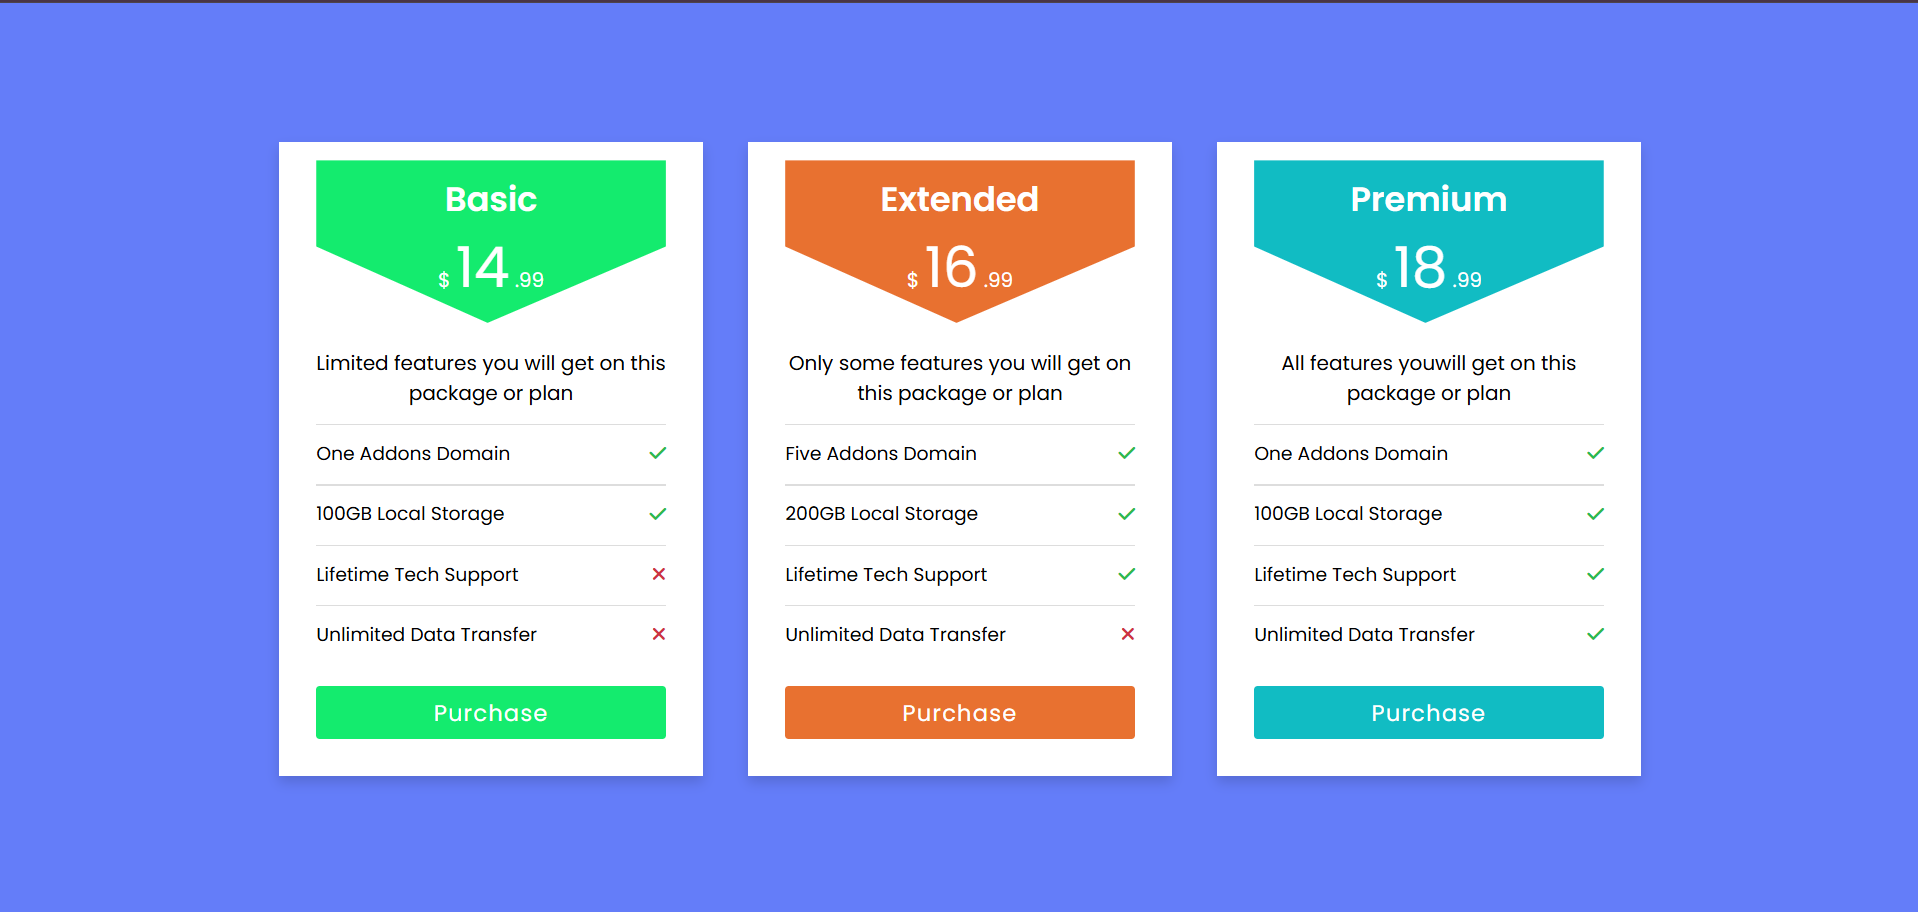 Basic
$ 14 .99
Limited features you will get on this
package or plan
One Addons Domain
100GB Local Storage
Lifetime Tech Support
Unlimited Data Transfer
Purchase
Extended
$ 16 .99
Only some features you will get on
this package or plan
Five Addons Domain
200GB Local Storage
Lifetime Tech Support
Unlimited Data Transfer
Purchase
Premium
$ 18 .99
All features youwill get on this
package or plan
One Addons Domain
100GB Local Storage
Lifetime Tech Support
Unlimited Data Transfer
Purchase